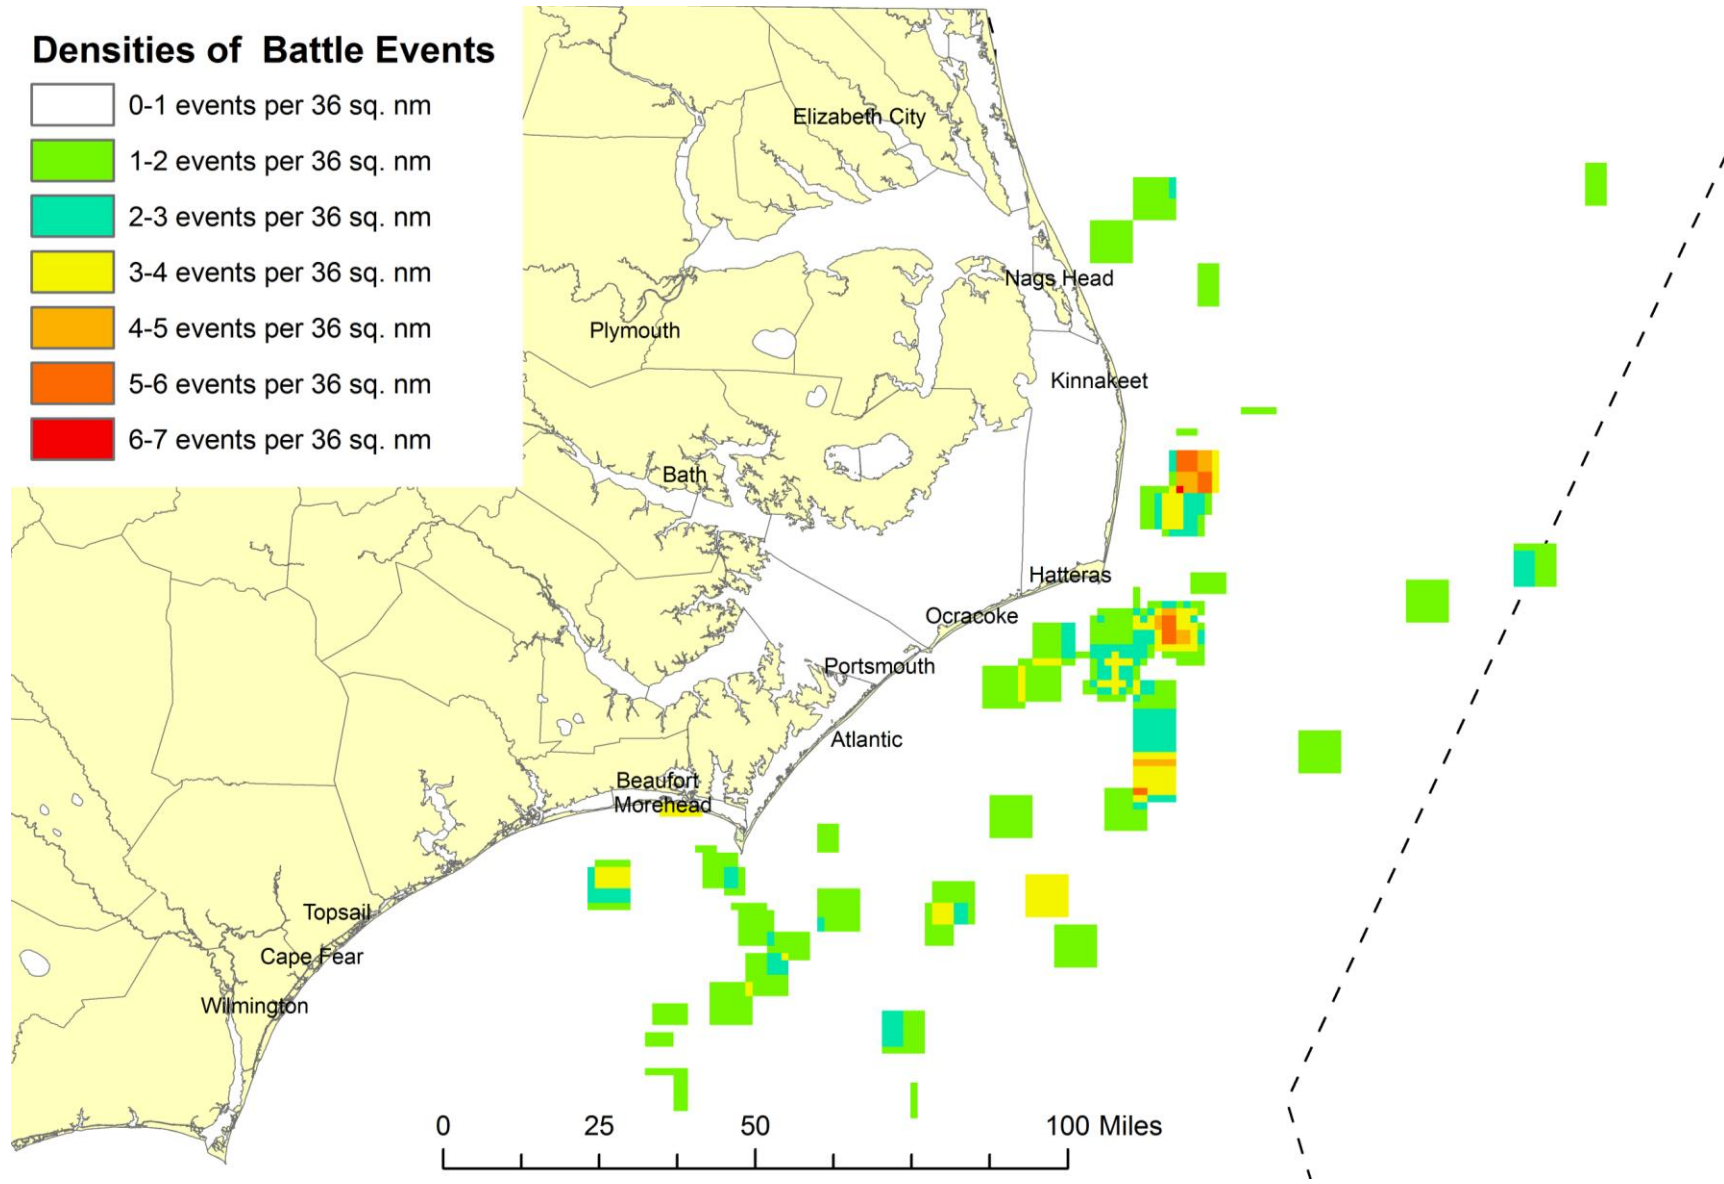 Densities of Battle Events
0-1 events per 36 sq. nm
1-2 events per 36 sq. nm
2-3 events per 36 sq. nm
3-4 events per 36 sq. nm
4-5 events per 36 sq. nm
5-6 events per 36 sq. nm
6-7 events per 36 sq. nm
Elizabeth City
Nags Head
Plymouth
Kinnakeet
Bath
Hatteras
Ocracoke
Portsmouth
Atlantic
Beaufort
Morehead
Topsail
Cape Fear
Wilmington
0 25 50 100 Miles